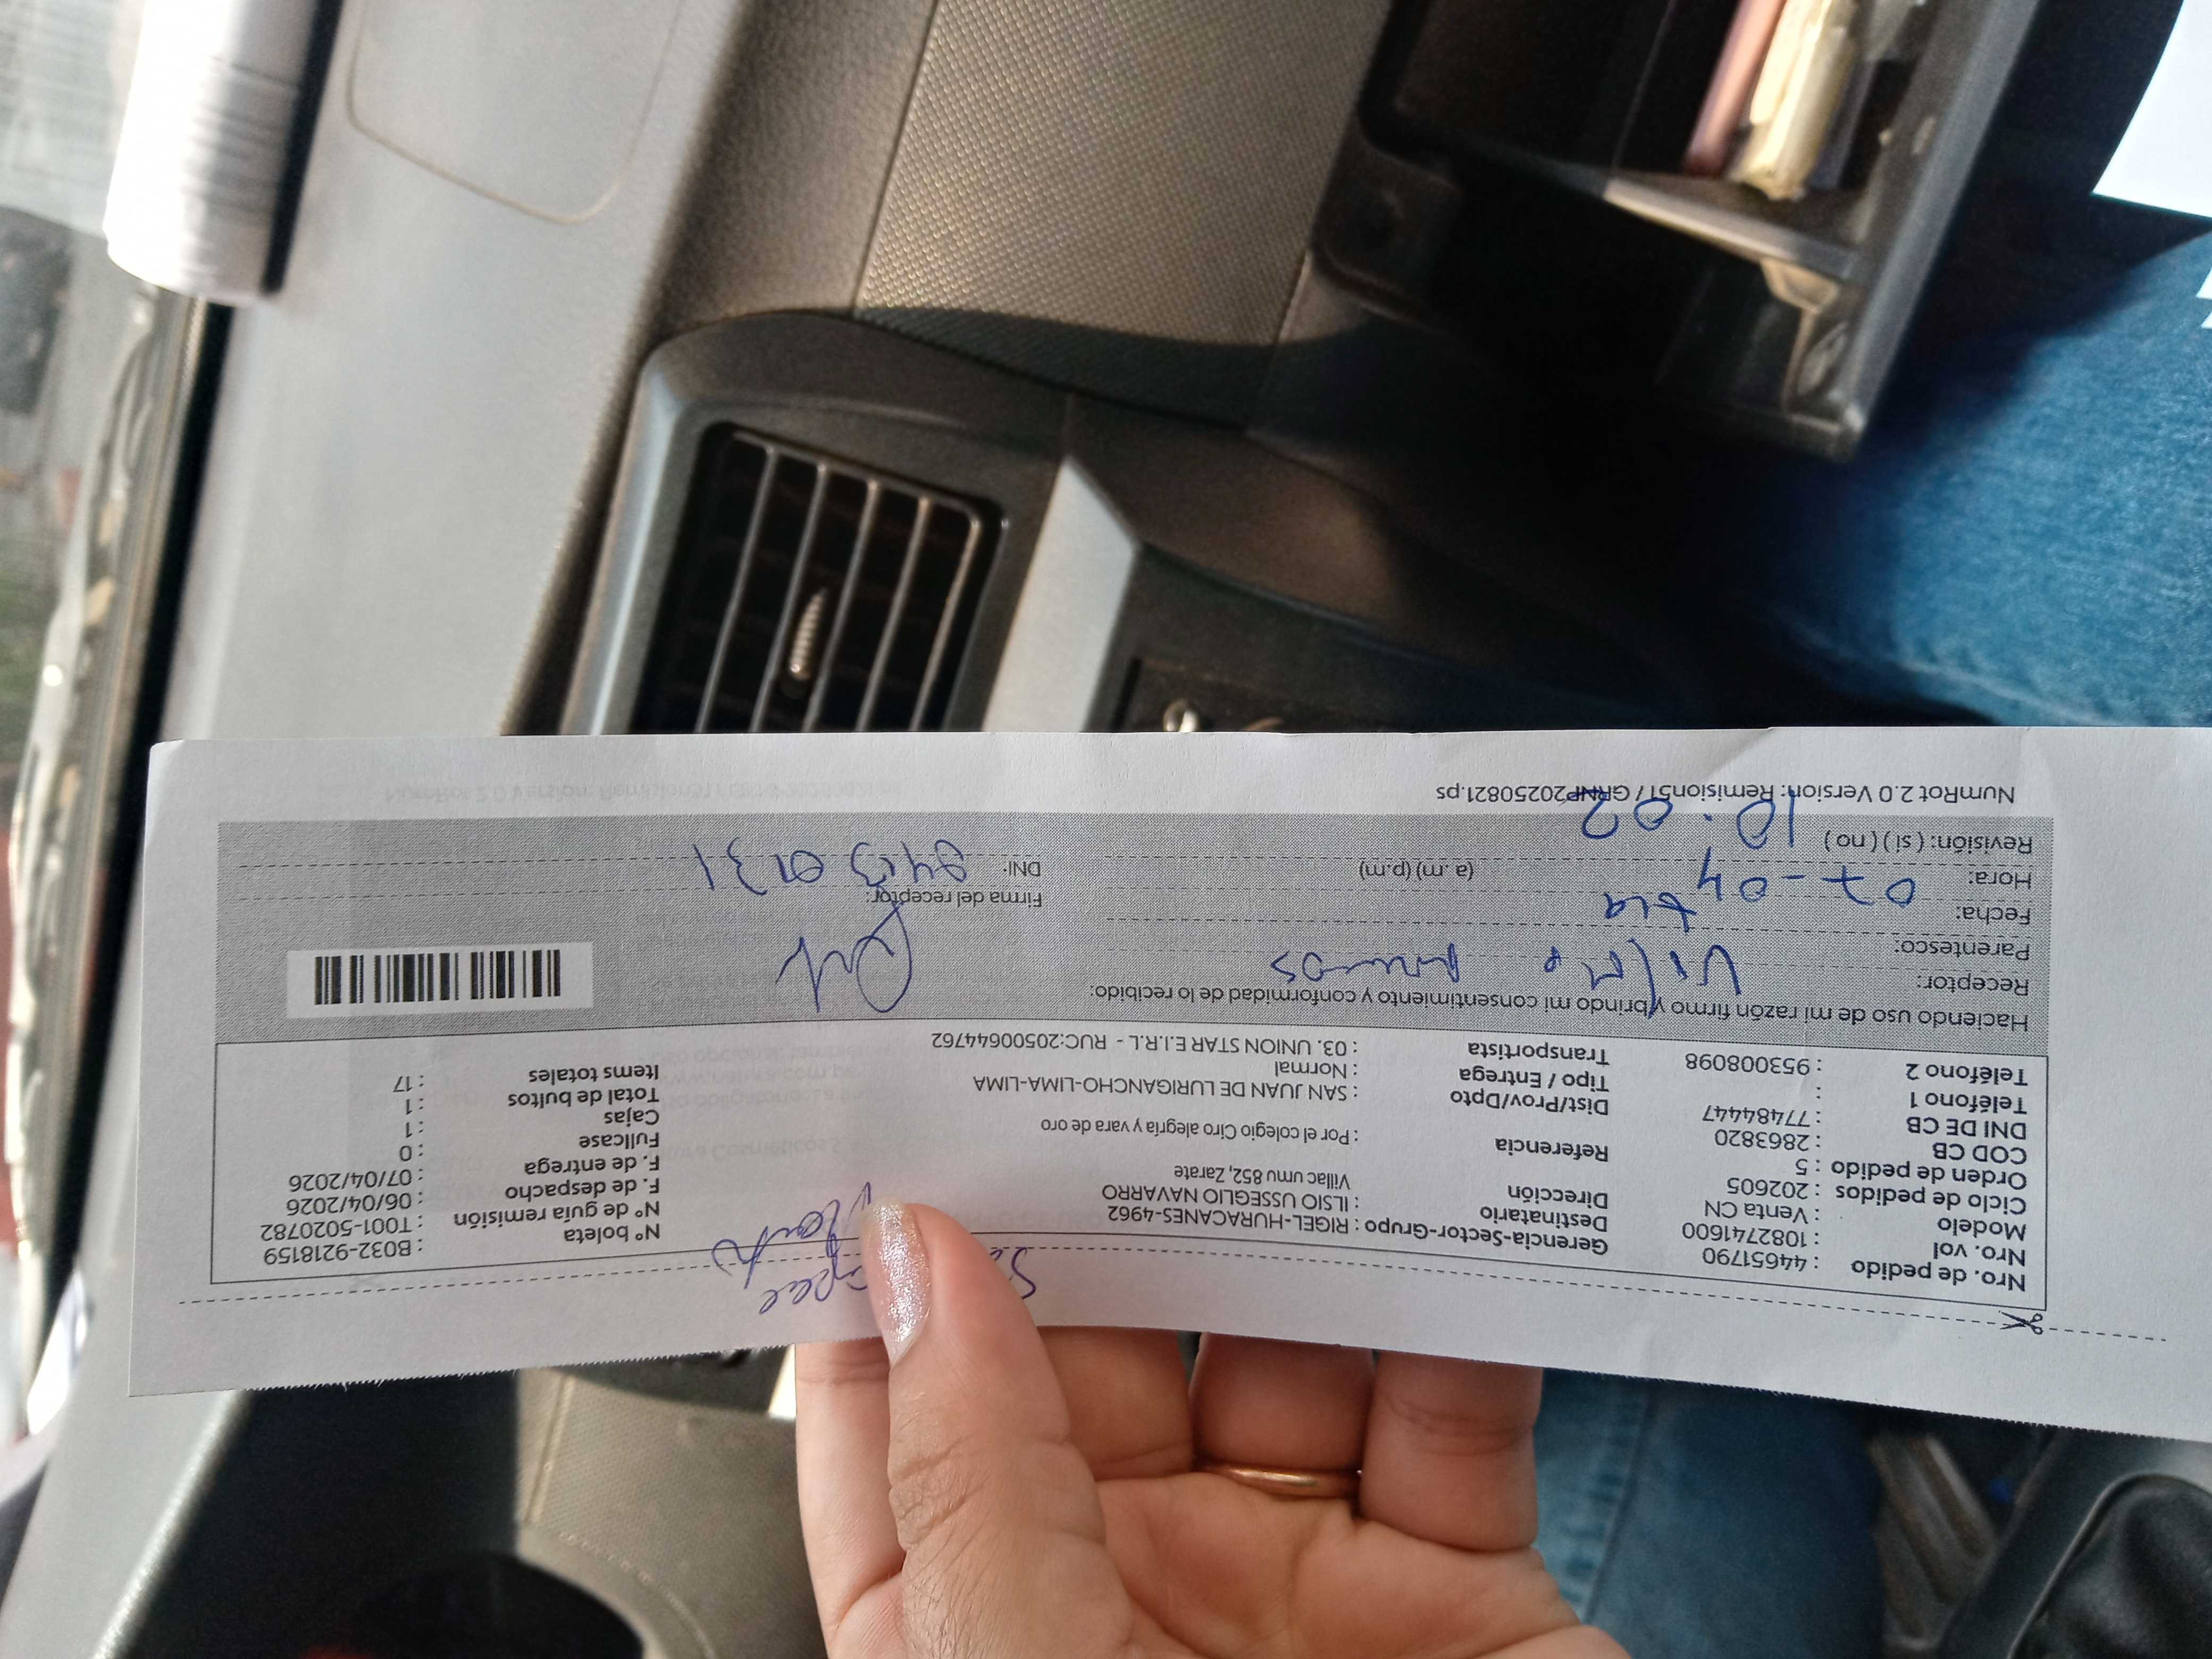 Nro. de pedido : 44651790
Nro. vol : 1082741600
Modelo : Venta CN
Ciclo de pedidos : 202605
Orden de pedido : 5
COD CB : 2863820
DNI DE CB : 77484447
Teléfono 1 :
Teléfono 2 : 953008098
Gerencia-Sector-Grupo : RIGEL-HURACANES-4962
Destinatario : ILSIO USSEGLIO NAVARRO
Dirección Villac umu 852, Zarate
Referencia : Por el colegio Ciro alegría y vara de oro
Dist/Prov/Dpto : SAN JUAN DE LURIGANCHO-LIMA-LIMA
Tipo / Entrega : Normal
Transportista : 03. UNION STAR E.I.R.L - RUC:20500644762
N° boleta : B032-9218159
N° de guía remisión : T001-5020782
F. de despacho : 06/04/2026
F. de entrega : 07/04/2026
Fullcase : 0
Cajas : 1
Total de bultos : 1
Items totales : 17
Haciendo uso de mi razón firmo y brindo mi consentimiento y conformidad de lo recibido:
Receptor: Vilma
Parentesco: tia
Fecha: 07-04
Hora: 10:02 (a.m) (p.m)
Revisión: ( si ) ( no )
Firma del receptor:
DNI:
NumRot 2.0 Version: Remision51 / GRNP20250821.ps